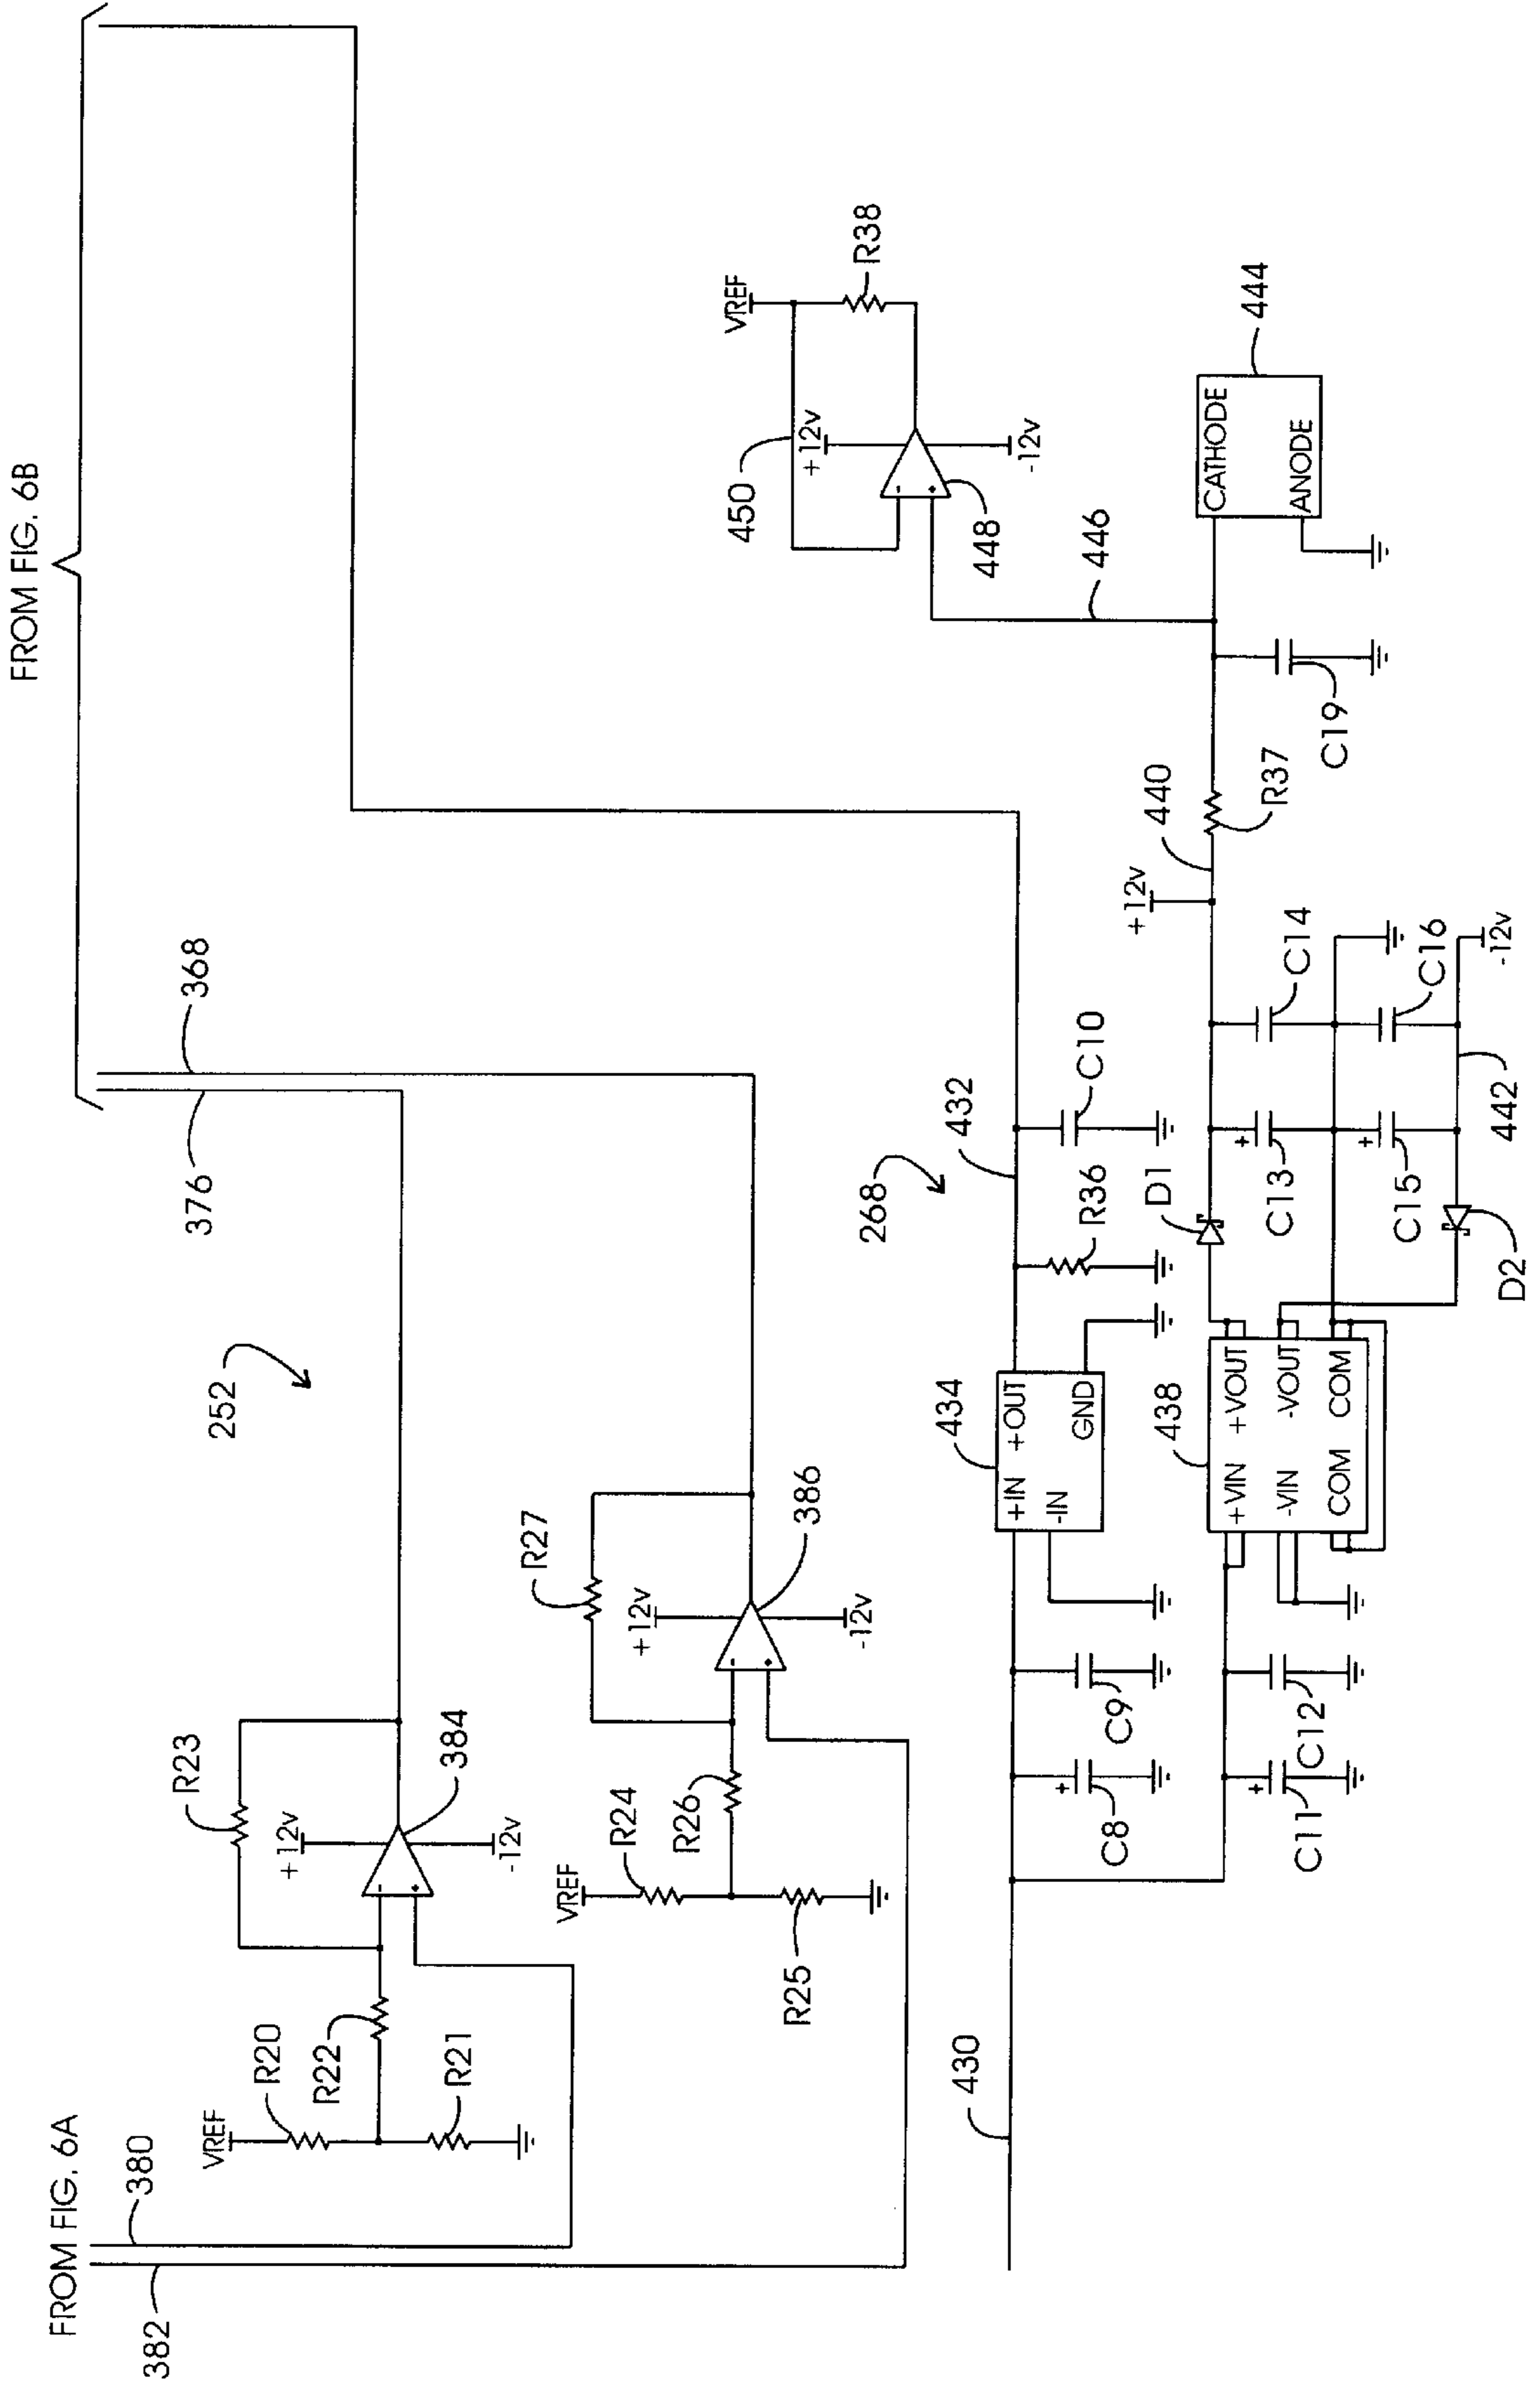 FROM FIG. 6A
FROM FIG. 6B
382
380
376
368
VREF
R20
R22
R21
R23
+12v
384
-12v
252
VREF
R24
R26
R25
R27
+12v
386
-12v
VREF
R38
450
+12v
448
-12v
446
268
430
434
432
+IN +OUT
-IN
GND
C8
C9
R36
C10
438
+VIN +VOUT
-VIN -VOUT
COM COM
C11
C12
D1
C13
C14
+12v
440
R37
C19
CATHODE
ANODE
444
C15
C16
D2
442
-12v